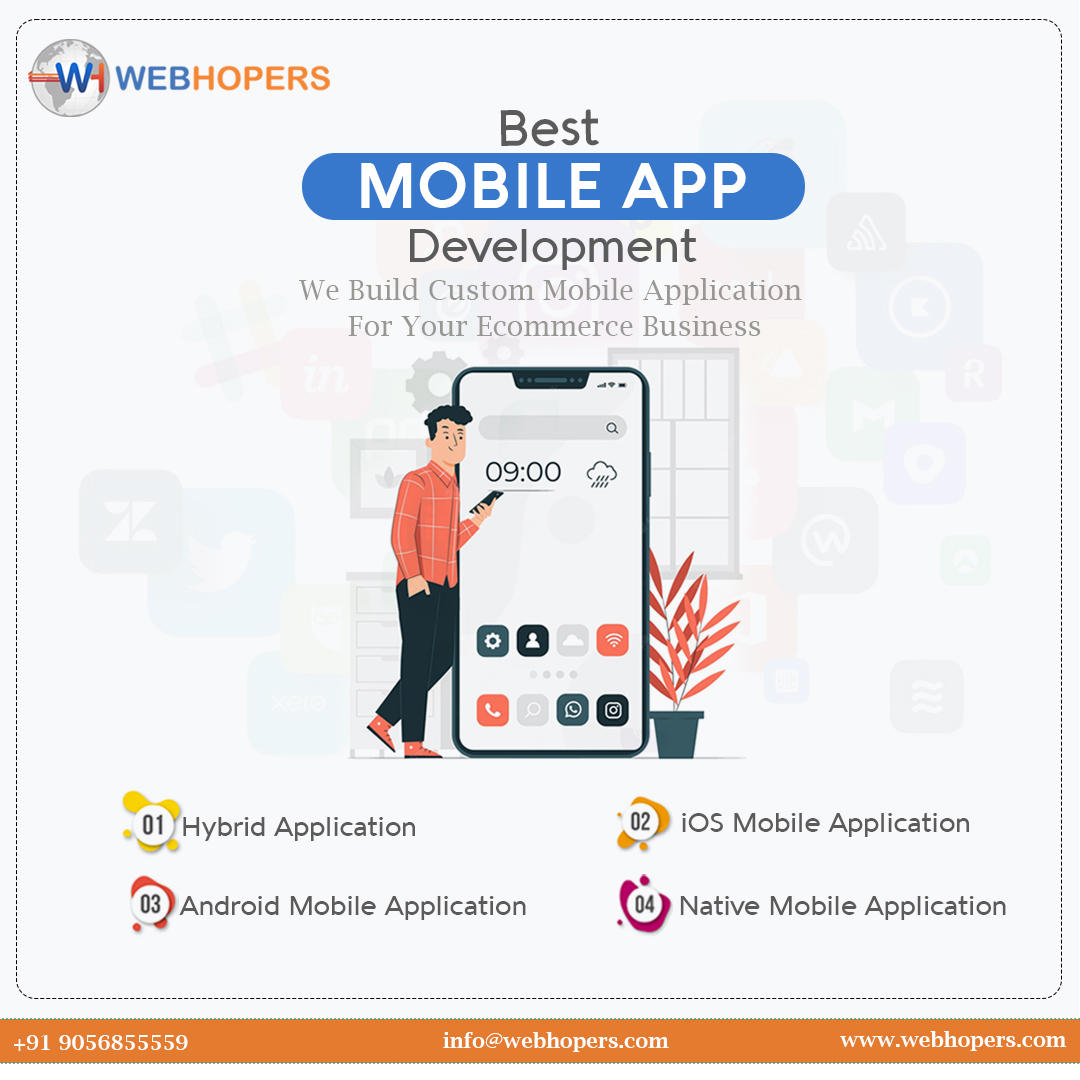 WEBHOPERS
Best
MOBILE APP
Development
We Build Custom Mobile Application
For Your Ecommerce Business
in
xero
09:00
01 Hybrid Application
02 iOS Mobile Application
03 Android Mobile Application
04 Native Mobile Application
+91 9056855559 info@webhopers.com www.webhopers.com